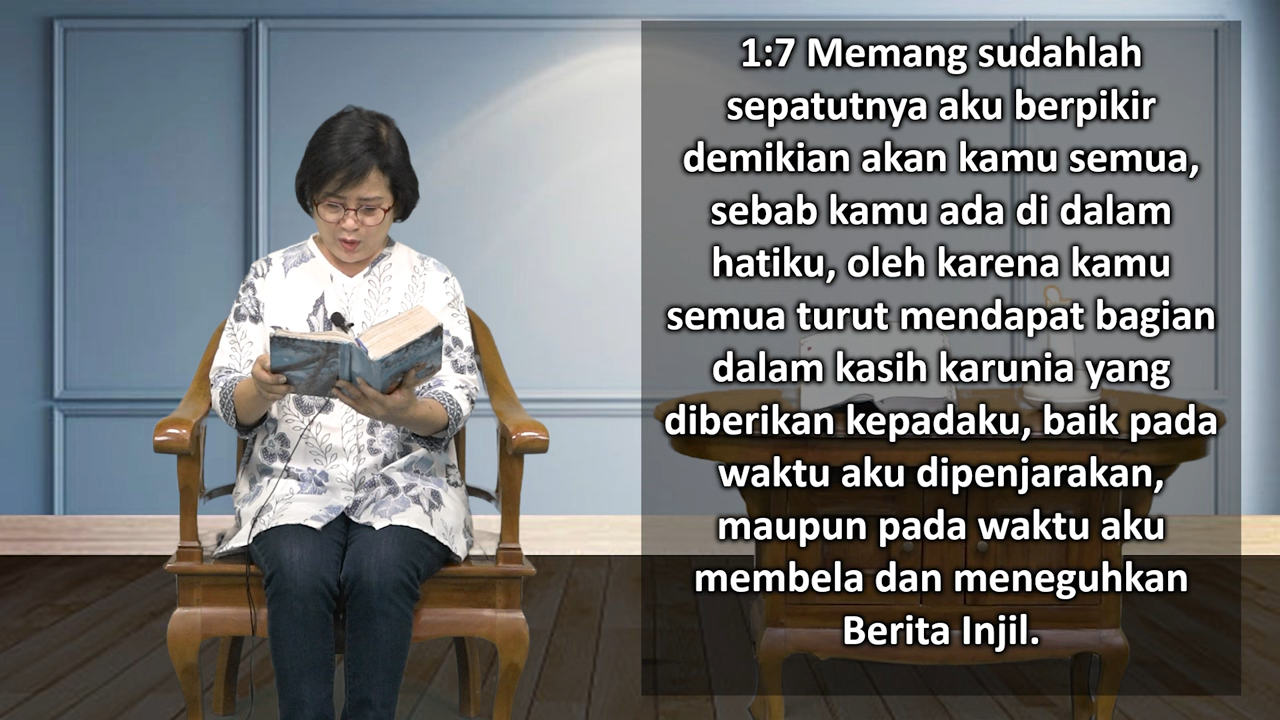 1:7 Memang sudahlah
sepatutnya aku berpikir
demikian akan kamu semua,
sebab kamu ada di dalam
hatiku, oleh karena kamu
semua turut mendapat bagian
dalam kasih karunia yang
diberikan kepadaku, baik pada
waktu aku dipenjarakan,
maupun pada waktu aku
membela dan meneguhkan
Berita Injil.